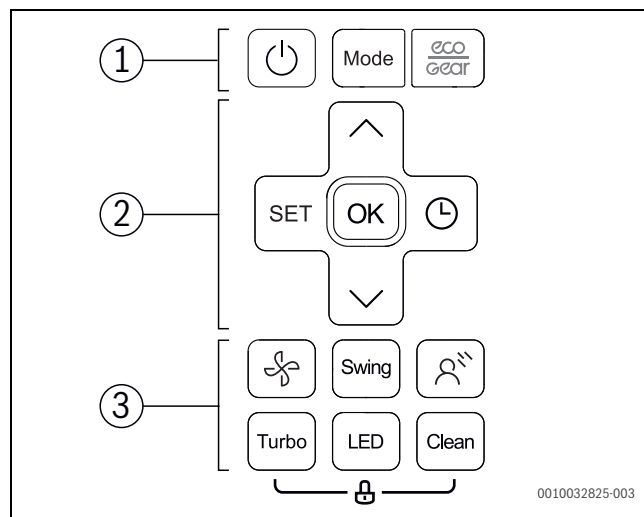 1
Mode
eco
Gear
2
SET
OK
3
Swing
Turbo
LED
Clean
0010032825-003